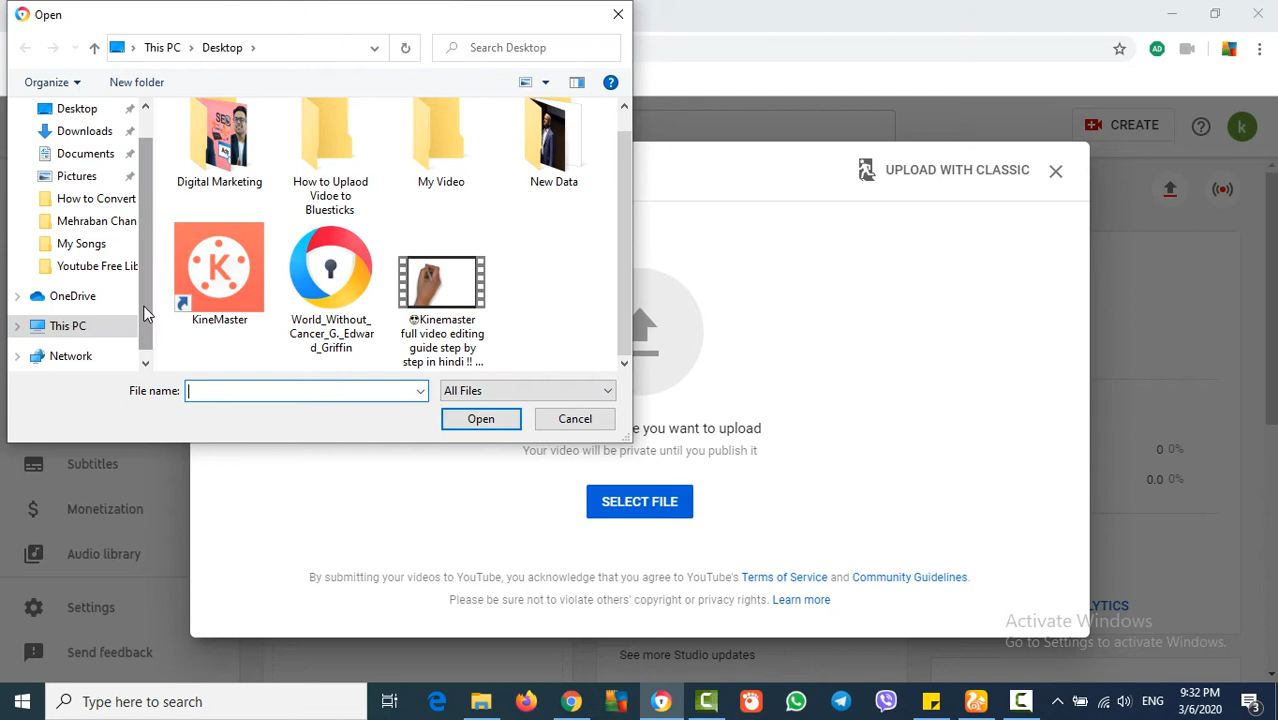 Open
This PC
Desktop
Search Desktop
Organize
New folder
Desktop
Downloads
Documents
Pictures
How to Convert
Mehraban Chan
My Songs
Youtube Free Lib
OneDrive
This PC
Network
SEO
Digital Marketing
How to Uplaod
Vidoe to
Bluesticks
My Video
New Data
K
KineMaster
World_Without_
Cancer_G._Edwar
d_Griffin
😎Kinemaster
full video editing
guide step by
step in hindi !! ...
File name:
All Files
Open
Cancel
AD
CREATE
k
UPLOAD WITH CLASSIC
e you want to upload
Your video will be private until you publish it
SELECT FILE
By submitting your videos to YouTube, you acknowledge that you agree to YouTube's Terms of Service and Community Guidelines.
Please be sure not to violate others' copyright or privacy rights. Learn more
0 0%
0.0 0%
Subtitles
Monetization
Audio library
Settings
Send feedback
LYTICS
See more Studio updates
Activate Windows
Go to Settings to activate Windows.
Type here to search
ENG
9:32 PM
3/6/2020
3